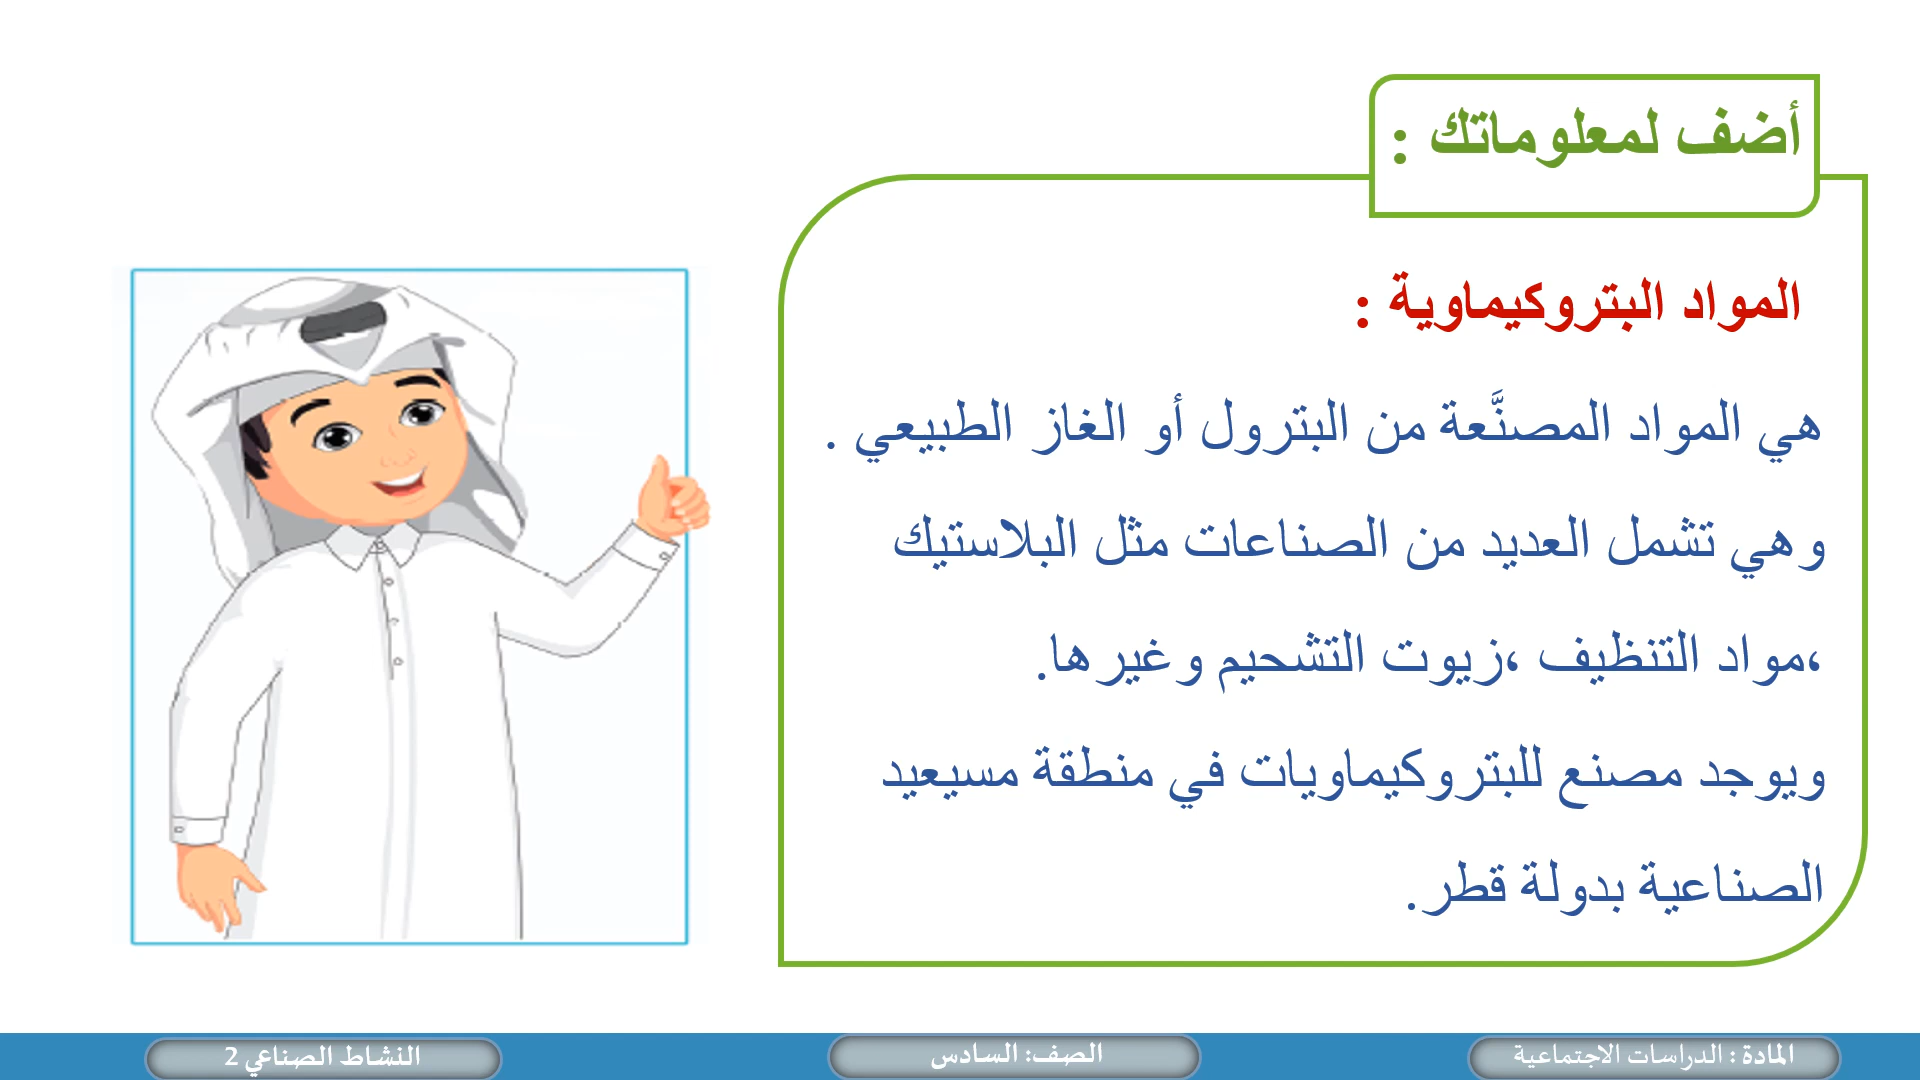 أضف لمعلوماتك :
المواد البتروكيماوية :
هي المواد المصنَّعة من البترول أو الغاز الطبيعي .
وهي تشمل العديد من الصناعات مثل البلاستيك
،مواد التنظيف ،زيوت التشحيم وغيرها.
ويوجد مصنع للبتروكيماويات في منطقة مسيعيد
الصناعية بدولة قطر.
المادة : الدراسات الاجتماعية
الصف: السادس
النشاط الصناعي 2